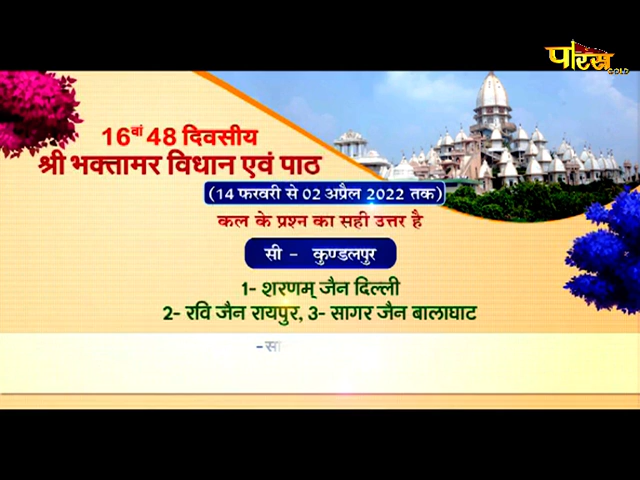 पारस
GOLD
16वां 48 दिवसीय
श्री भक्तामर विधान एवं पाठ
(14 फरवरी से 02 अप्रैल 2022 तक)
कल के प्रश्न का सही उत्तर है
सी - कुण्डलपुर
1- शरणम् जैन दिल्ली
2- रवि जैन रायपुर, 3- सागर जैन बालाघाट